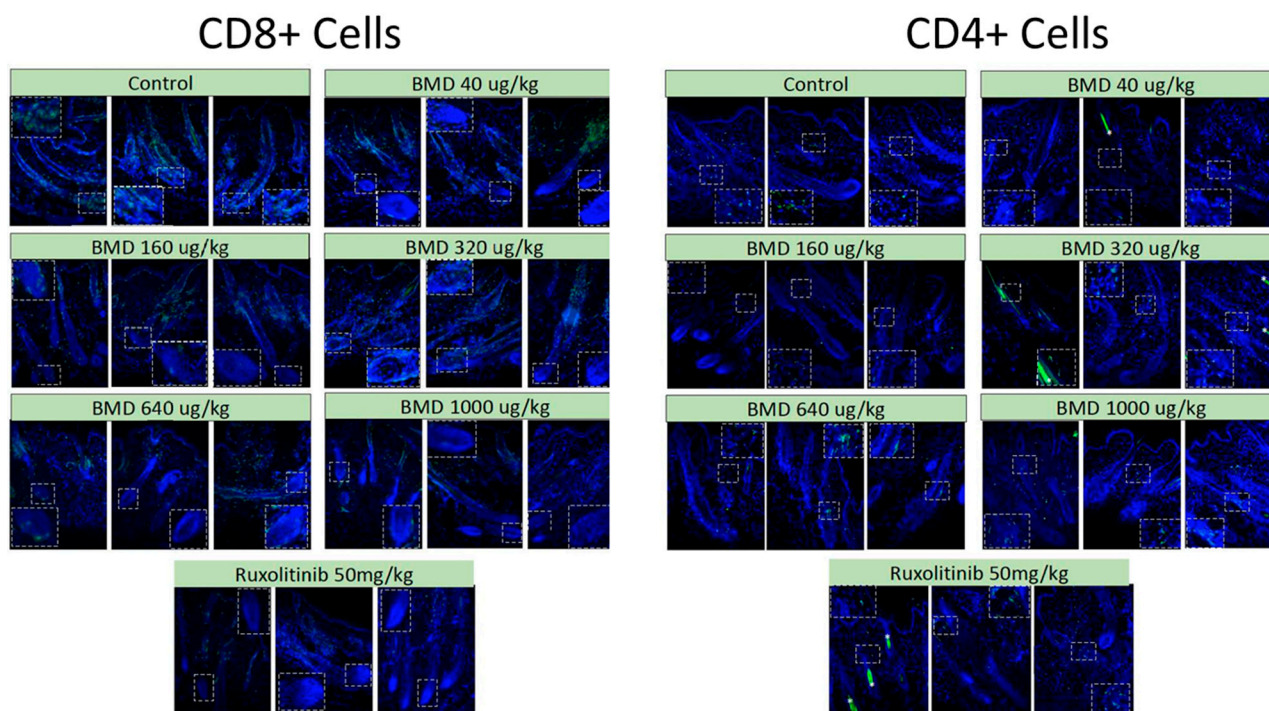 CD8+ Cells
CD4+ Cells
Control
BMD 40 ug/kg
Control
BMD 40 ug/kg
BMD 160 ug/kg
BMD 320 ug/kg
BMD 160 ug/kg
BMD 320 ug/kg
BMD 640 ug/kg
BMD 1000 ug/kg
BMD 640 ug/kg
BMD 1000 ug/kg
Ruxolitinib 50mg/kg
Ruxolitinib 50mg/kg